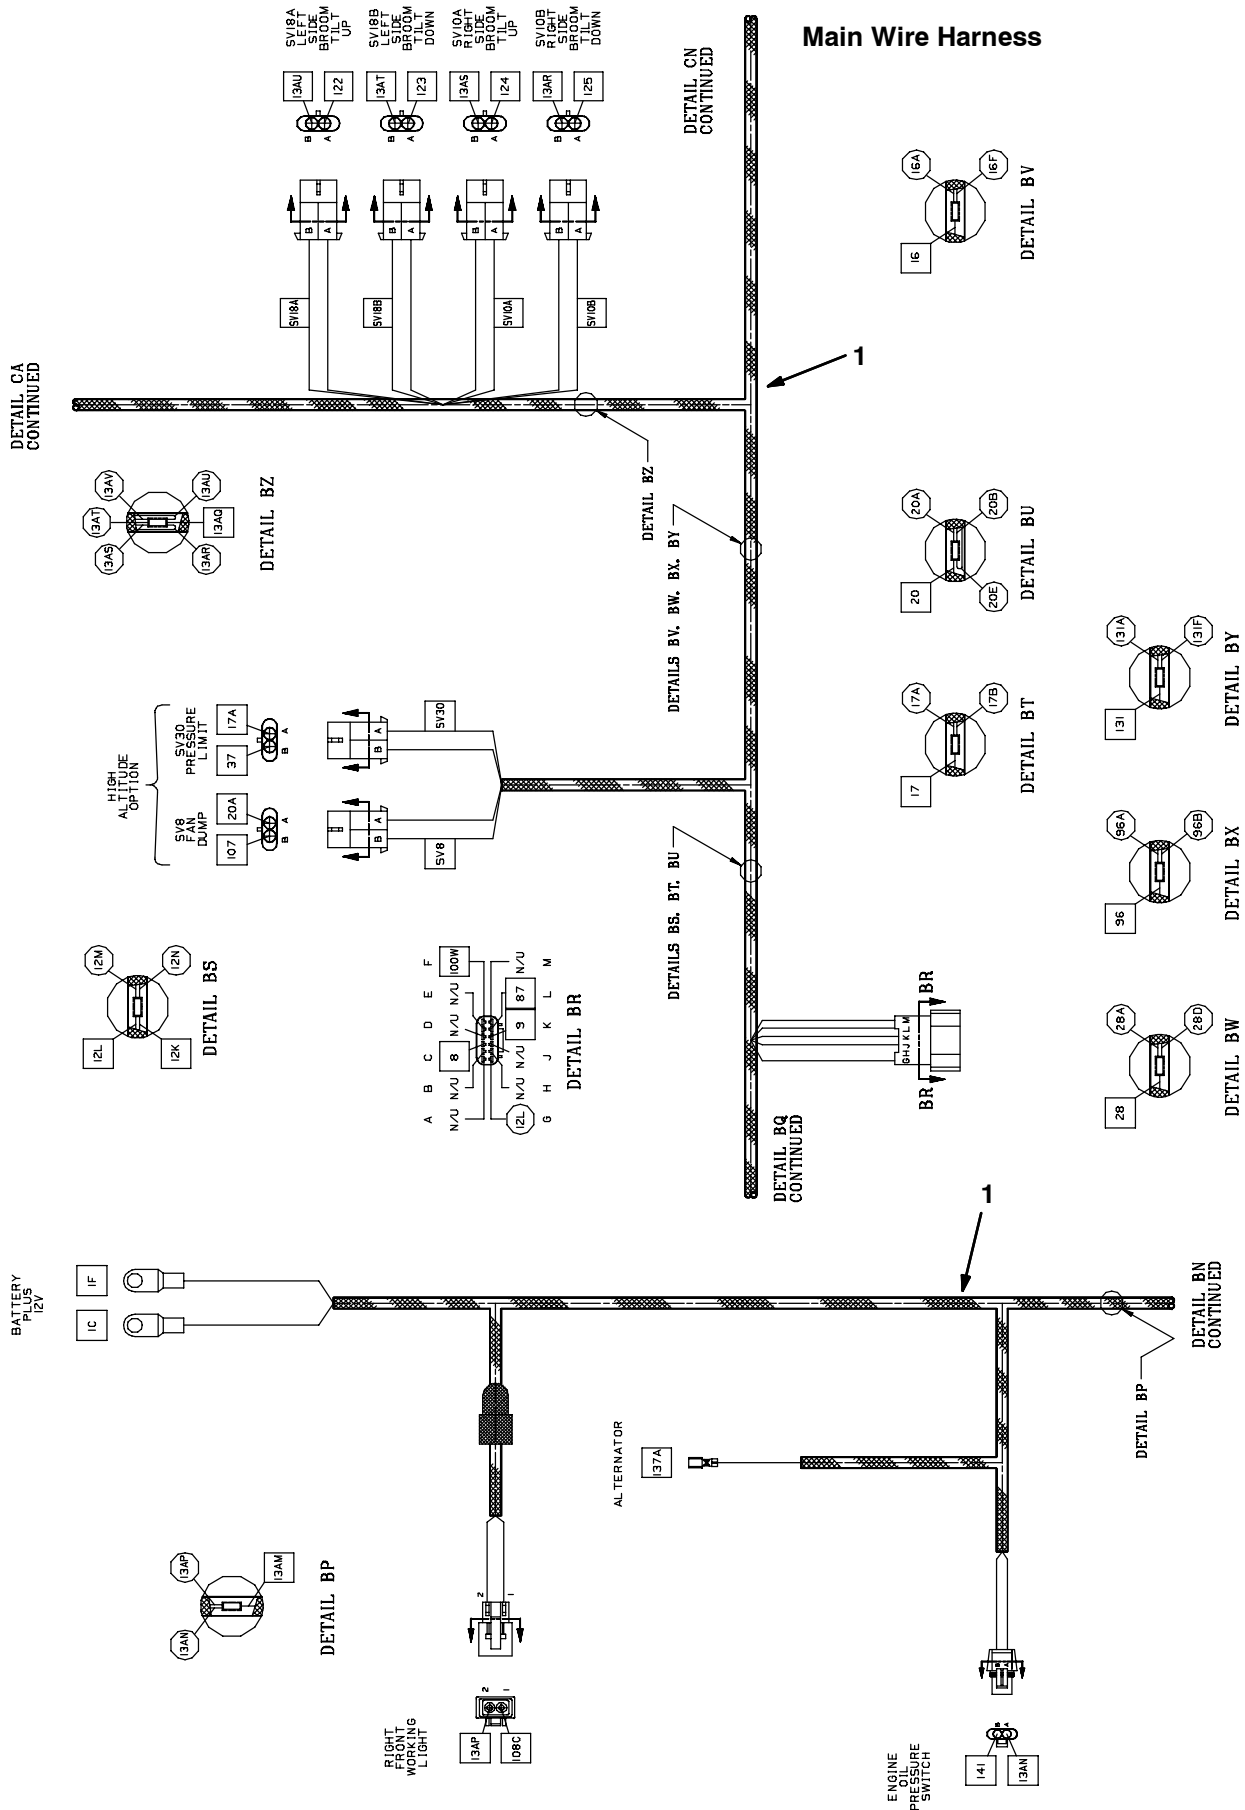 Main Wire Harness
SV18A
LEFT
SIDE
BROOM
TILT
UP
SV18B
LEFT
SIDE
BROOM
TILT
DOWN
SV10A
RIGHT
SIDE
BROOM
TILT
UP
SV10B
RIGHT
SIDE
BROOM
TILT
DOWN
13AU
122
13AT
123
13AS
124
13AR
125
B
A
B
A
B
A
B
A
B
A
B
A
B
A
B
A
SV18A
SV18B
SV10A
SV10B
DETAIL CN
CONTINUED
DETAIL CA
CONTINUED
1
16A
16F
16
DETAIL BV
13AV
13AU
13AT
13AQ
13AS
13AR
DETAIL BZ
DETAIL BZ
DETAILS BV. BW. BX. BY
20A
20B
20
20E
DETAIL BU
HIGH
ALTITUDE
OPTION
SV30
PRESSURE
LIMIT
17A
37
A
B
SV8
FAN
DUMP
20A
107
A
B
A
B
SV30
A
B
SV8
DETAILS BS. BT. BU
17A
17B
17
DETAIL BT
131A
131F
131
DETAIL BY
96A
96B
96
DETAIL BX
28A
28D
28
DETAIL BW
12M
12N
12L
12K
DETAIL BS
F
E
D
C
B
A
100W
N/U
N/U
8
N/U
N/U
N/U
87
9
N/U
N/U
12L
M
L
K
J
H
G
DETAIL BR
GHJKLM
BR
BR
DETAIL BQ
CONTINUED
1
BATTERY
PLUS
12V
1F
1C
DETAIL BN
CONTINUED
DETAIL BP
ALTERNATOR
137A
13AP
13AM
13AN
DETAIL BP
2
1
2
1
RIGHT
FRONT
WORKING
LIGHT
13AP
108C
B
A
B
A
ENGINE
OIL
PRESSURE
SWITCH
141
13AN